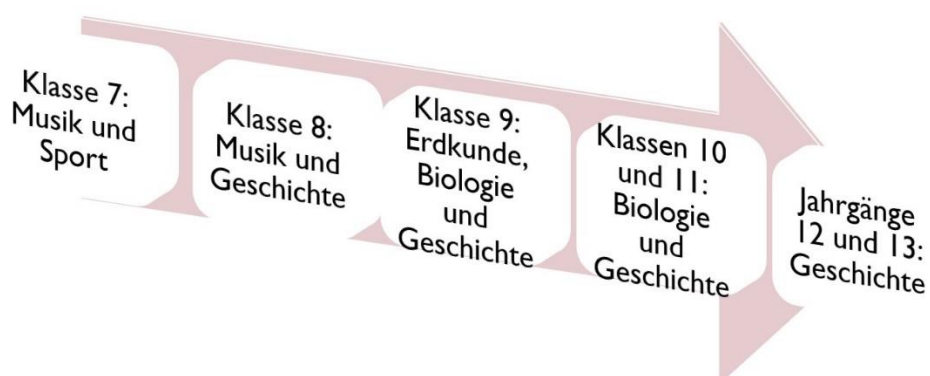 Klasse 7:
Musik und
Sport
Klasse 8:
Musik und
Geschichte
Klasse 9:
Erdkunde,
Biologie
und
Geschichte
Klassen 10
und 11:
Biologie
und
Geschichte
Jahrgänge
12 und 13:
Geschichte